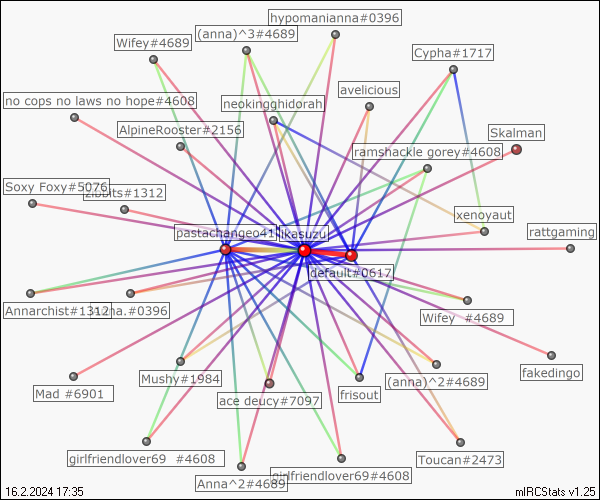 hypomanianna#0396
(anna)^3#4689
Wifey#4689
Cypha#1717
avelicious
no cops no laws no hope#4608
neokingghidorah
AlpineRooster#2156
Skalman
ramshackle gorey#4608
Soxy Foxy#5076
zibbits#1312
xenoyaut
pastachangeo41
ikasuzu
rattgaming
default#0617
Annarchist#1312
.#0396
Wifey #4689
fakedingo
Mushy#1984
(anna)^2#4689
Mad #6901
ace deucy#7097
frisout
girlfriendlover69 #4608
girlfriendlover69#4608
Toucan#2473
Anna^2#4689
16.2.2024 17:35
mIRCStats v1.25